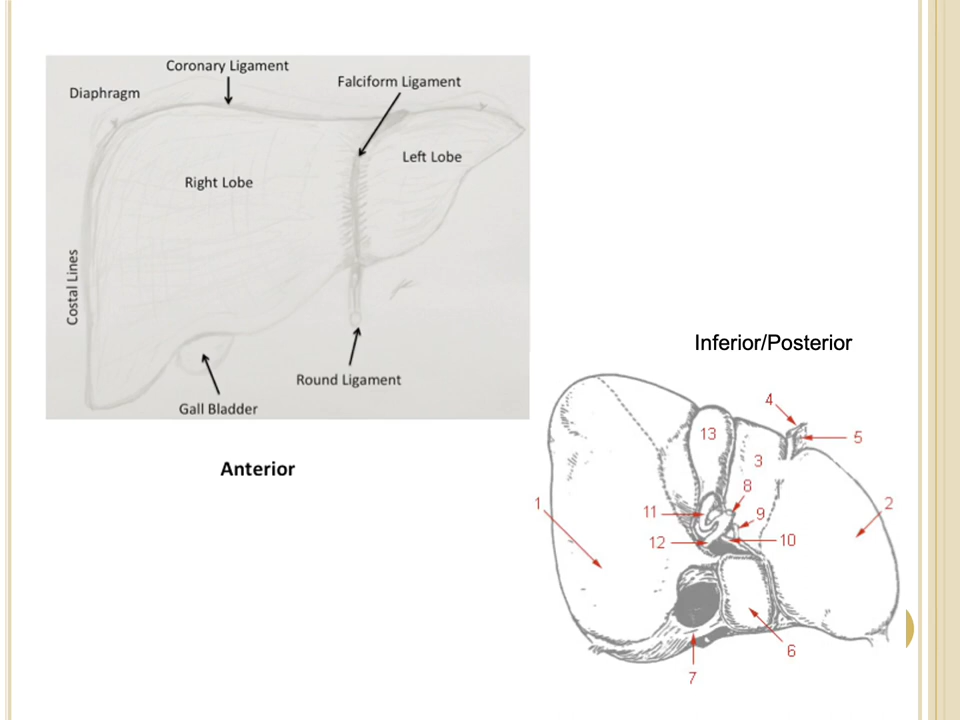 Coronary Ligament
Falciform Ligament
Diaphragm
Left Lobe
Right Lobe
Costal Lines
Round Ligament
Gall Bladder
Anterior
Inferior/Posterior
4
13
5
3
8
1
2
11
9
12
10
6
7